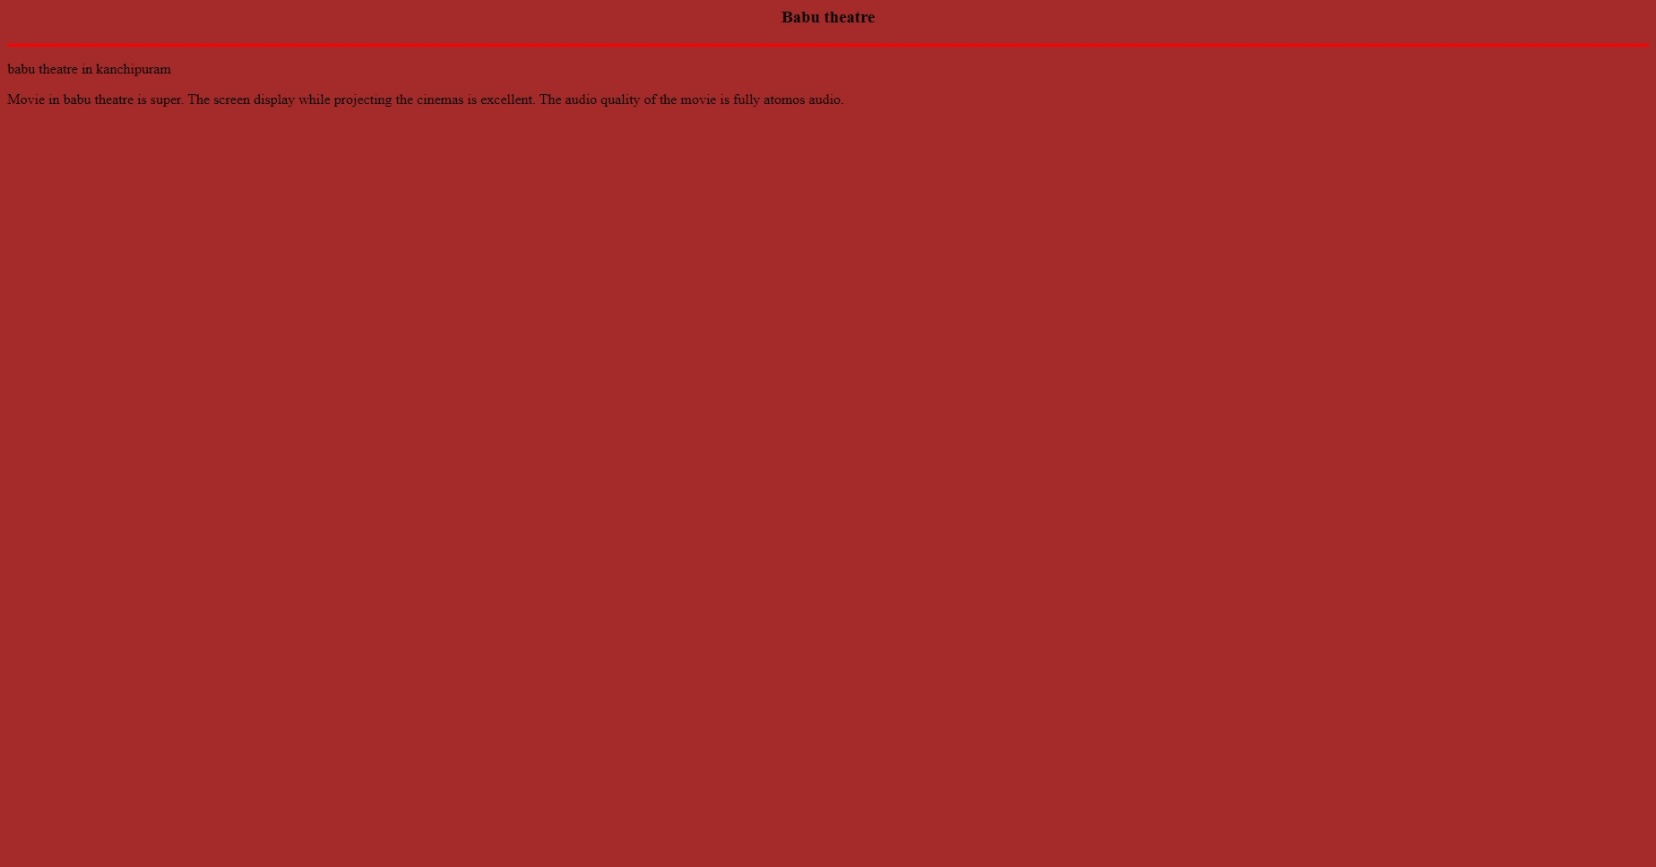 Babu theatre
babu theatre in kanchipuram
Movie in babu theatre is super. The screen display while projecting the cinemas is excellent. The audio quality of the movie is fully atomos audio.